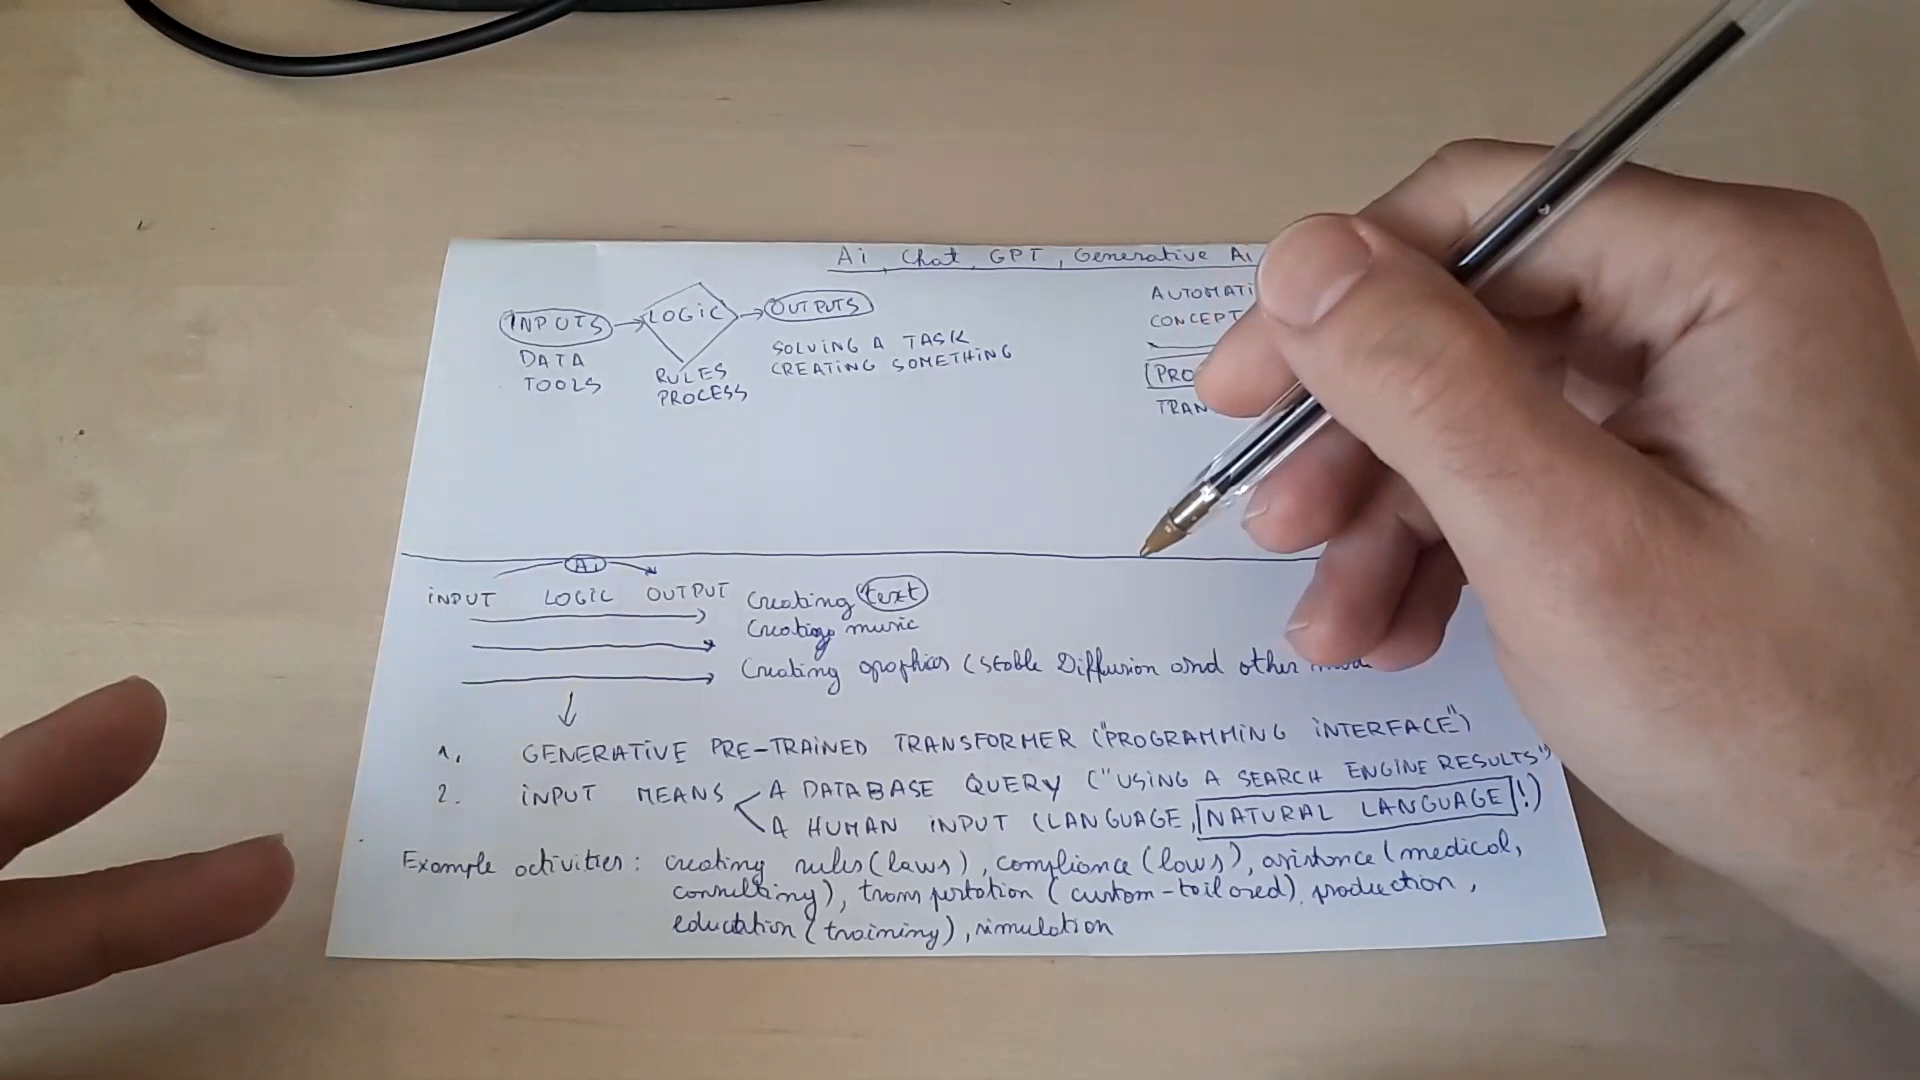 Ai, Chat GPT, Generative Ai
INPUTS
LOGIC
OUTPUTS
DATA
TOOLS
RULES
PROCESS
SOLVING A TASK
CREATING SOMETHING
CONCEPT
Ai
INPUT LOGIC OUTPUT
Creating text
Creating music
Creating graphics (Stable Diffusion and other
1. GENERATIVE PRE-TRAINED TRANSFORMER ("PROGRAMMING INTERFACE")
2. INPUT MEANS A DATABASE QUERY ("USING A SEARCH ENGINE RESULTS")
A HUMAN INPUT (LANGUAGE, NATURAL LANGUAGE!)
Example activities: creating rules (laws), compliance (laws), assistance (medical,
consulting), transportation (custom-tailored), production,
education (training), simulation